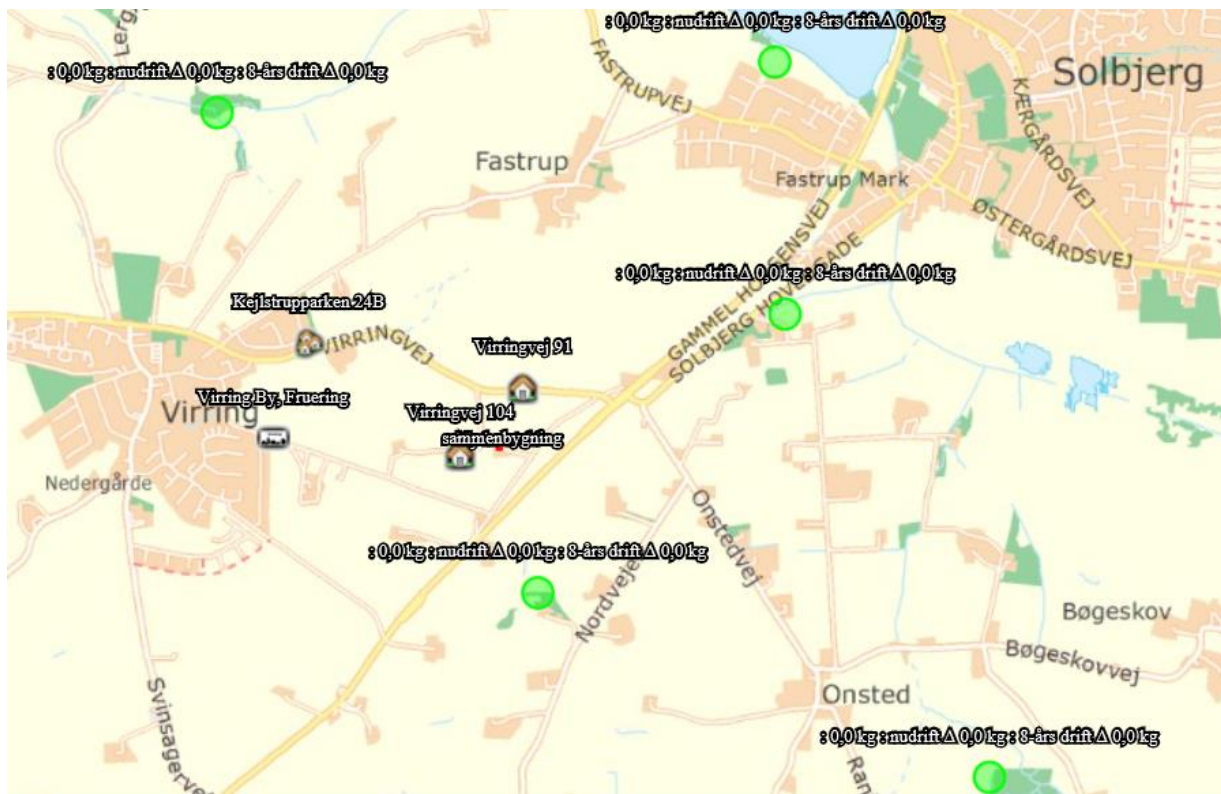 : 0,0 kg : nudrift Δ 0,0 kg : 8-års drift Δ 0,0 kg
Solbjerg
: 0,0 kg : nudrift Δ 0,0 kg : 8-års drift Δ 0,0 kg
FASTRUPVEJ
KÆRGÅRDSVEJ
Fastrup
Fastrup Mark
ØSTERGÅRDSVEJ
: 0,0 kg : nudrift Δ 0,0 kg : 8-års drift Δ 0,0 kg
GAMMEL HORSENSVEJ
SOLBJERG HOVEDGADE
Kejlstrupparken 24B
VIRRINGVEJ
Virringvej 91
Virring By, Fruering
Virring
Virringvej 104
sammenbygning
Nedergårde
Onstedvej
: 0,0 kg : nudrift Δ 0,0 kg : 8-års drift Δ 0,0 kg
Bøgeskov
Bøgeskovvej
Onsted
: 0,0 kg : nudrift Δ 0,0 kg : 8-års drift Δ 0,0 kg